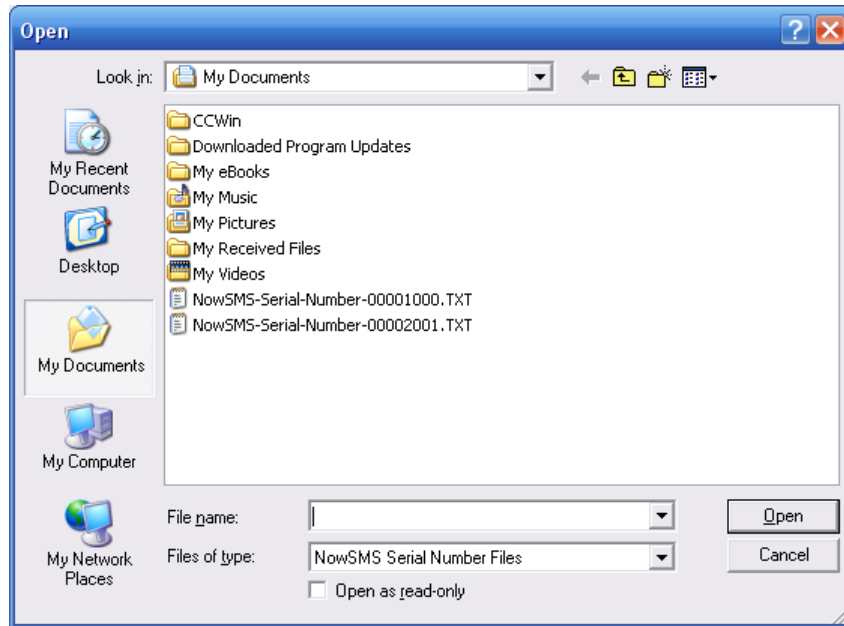 Open
Look in: My Documents
My Recent Documents
Desktop
My Documents
My Computer
My Network Places
CCWin
Downloaded Program Updates
My eBooks
My Music
My Pictures
My Received Files
My Videos
NowSMS-Serial-Number-00001000.TXT
NowSMS-Serial-Number-00002001.TXT
File name:
Open
Files of type: NowSMS Serial Number Files
Cancel
Open as read-only